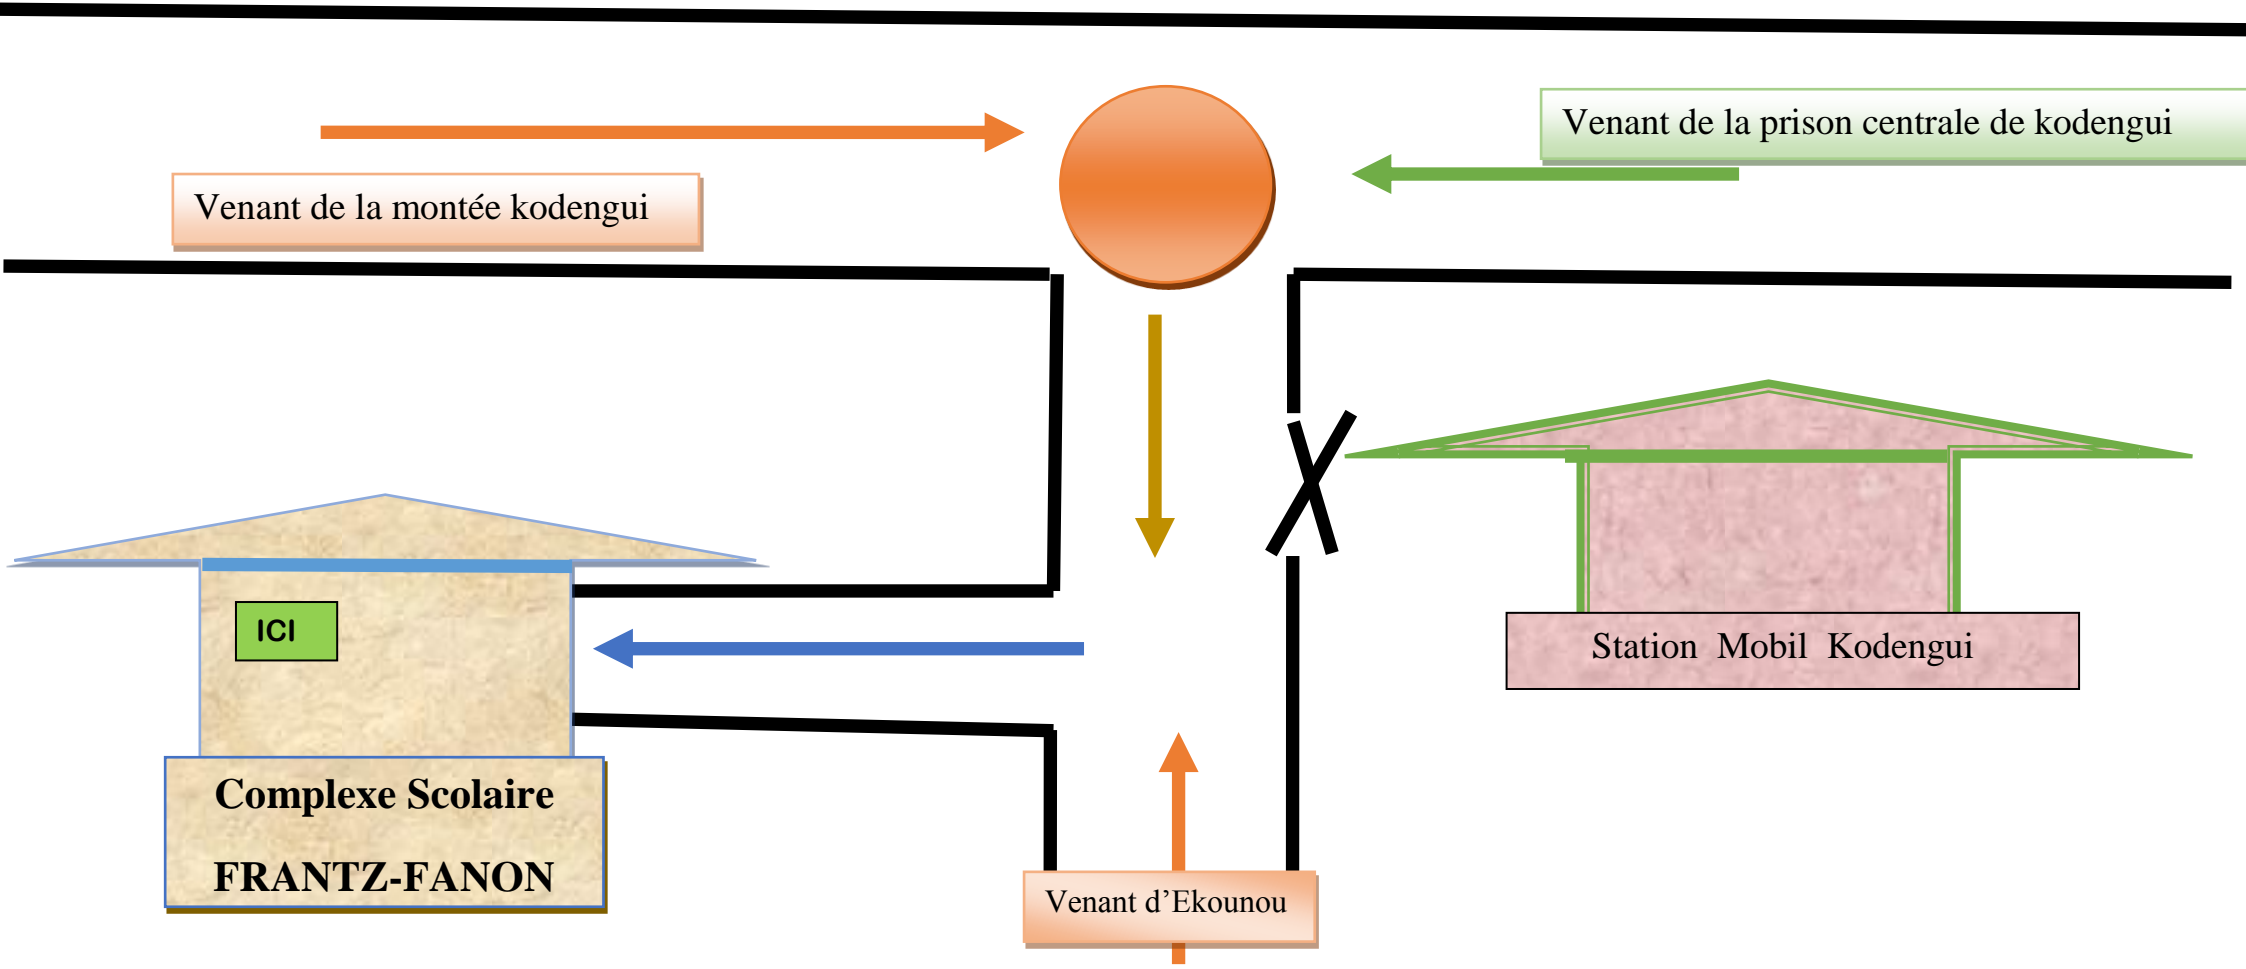 Venant de la prison centrale de kodengui
Venant de la montée kodengui
ICI
Station Mobil Kodengui
Complexe Scolaire
FRANTZ-FANON
Venant d’Ekounou